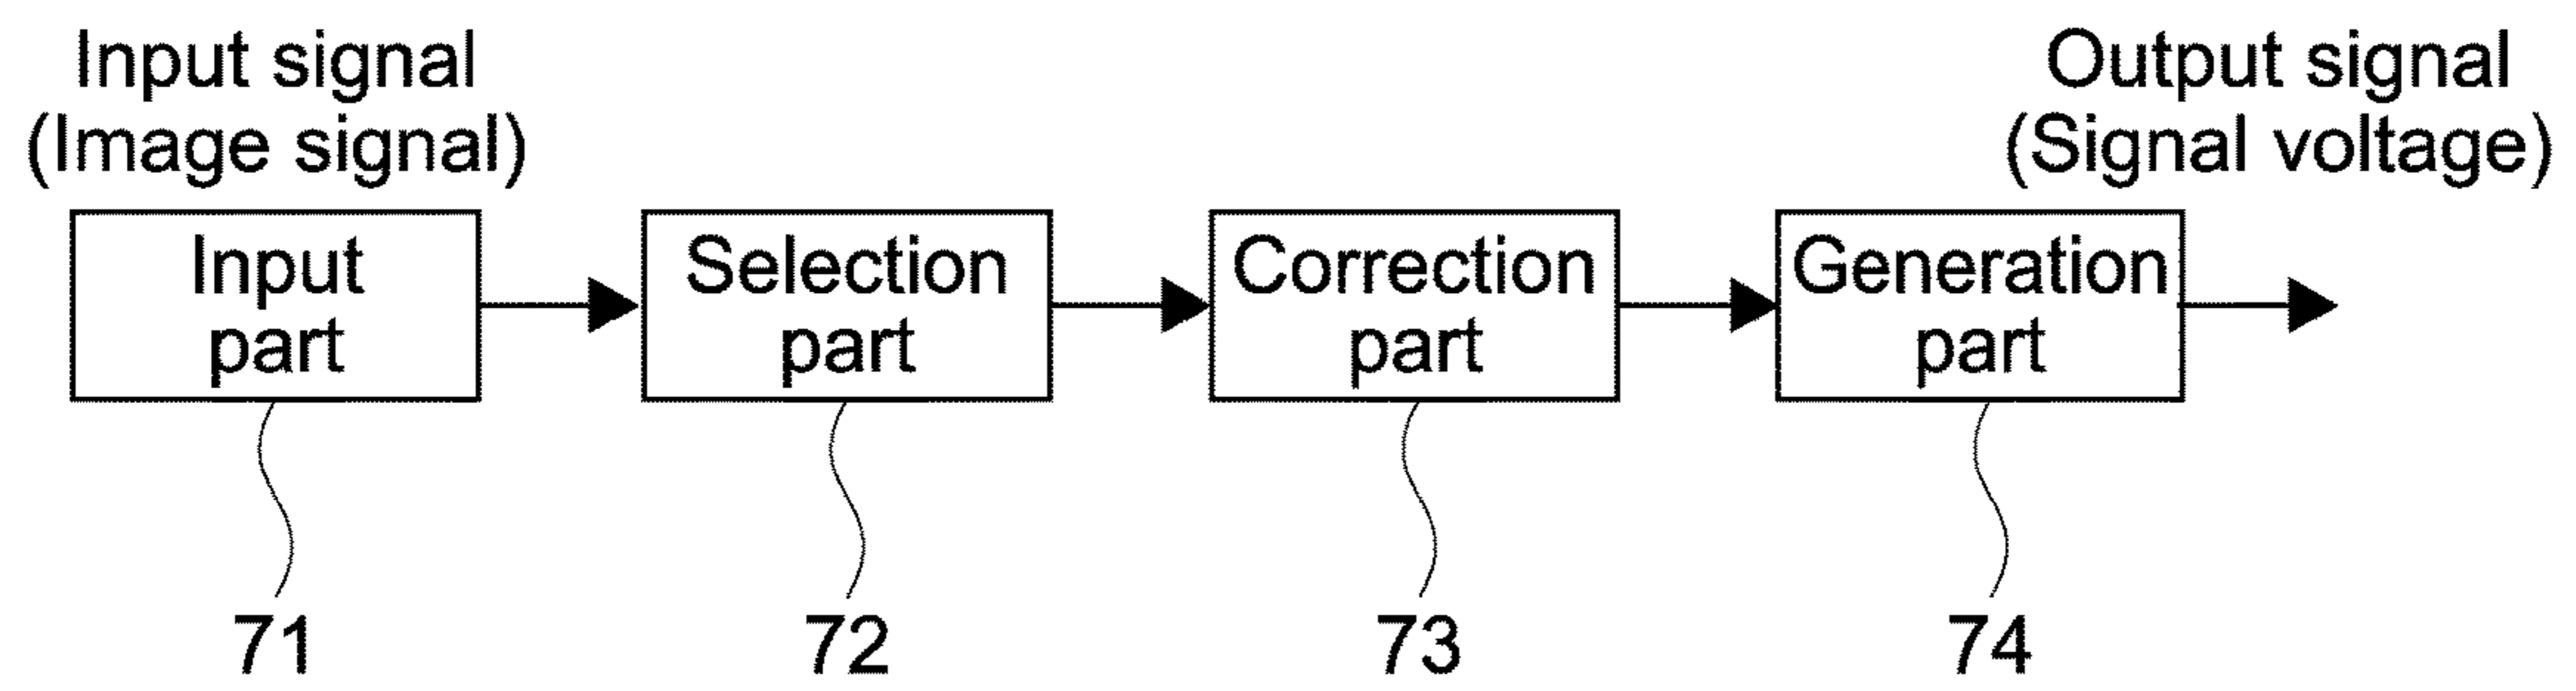 Input signal
(Image signal)
Output signal
(Signal voltage)
Input
part
Selection
part
Correction
part
Generation
part
71
72
73
74